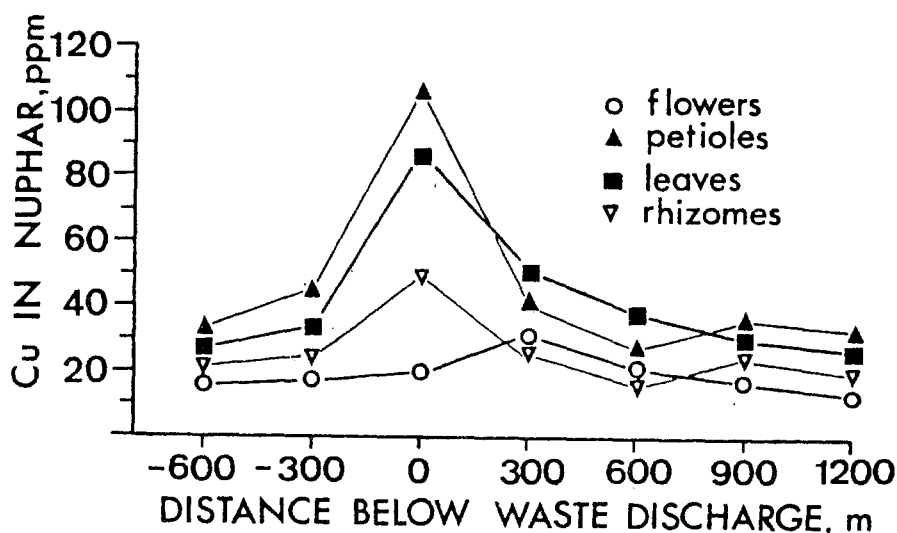 Cu IN NUPHAR, ppm
120
100
80
60
40
20
flowers
petioles
leaves
rhizomes
-600 -300 0 300 600 900 1200
DISTANCE BELOW WASTE DISCHARGE, m